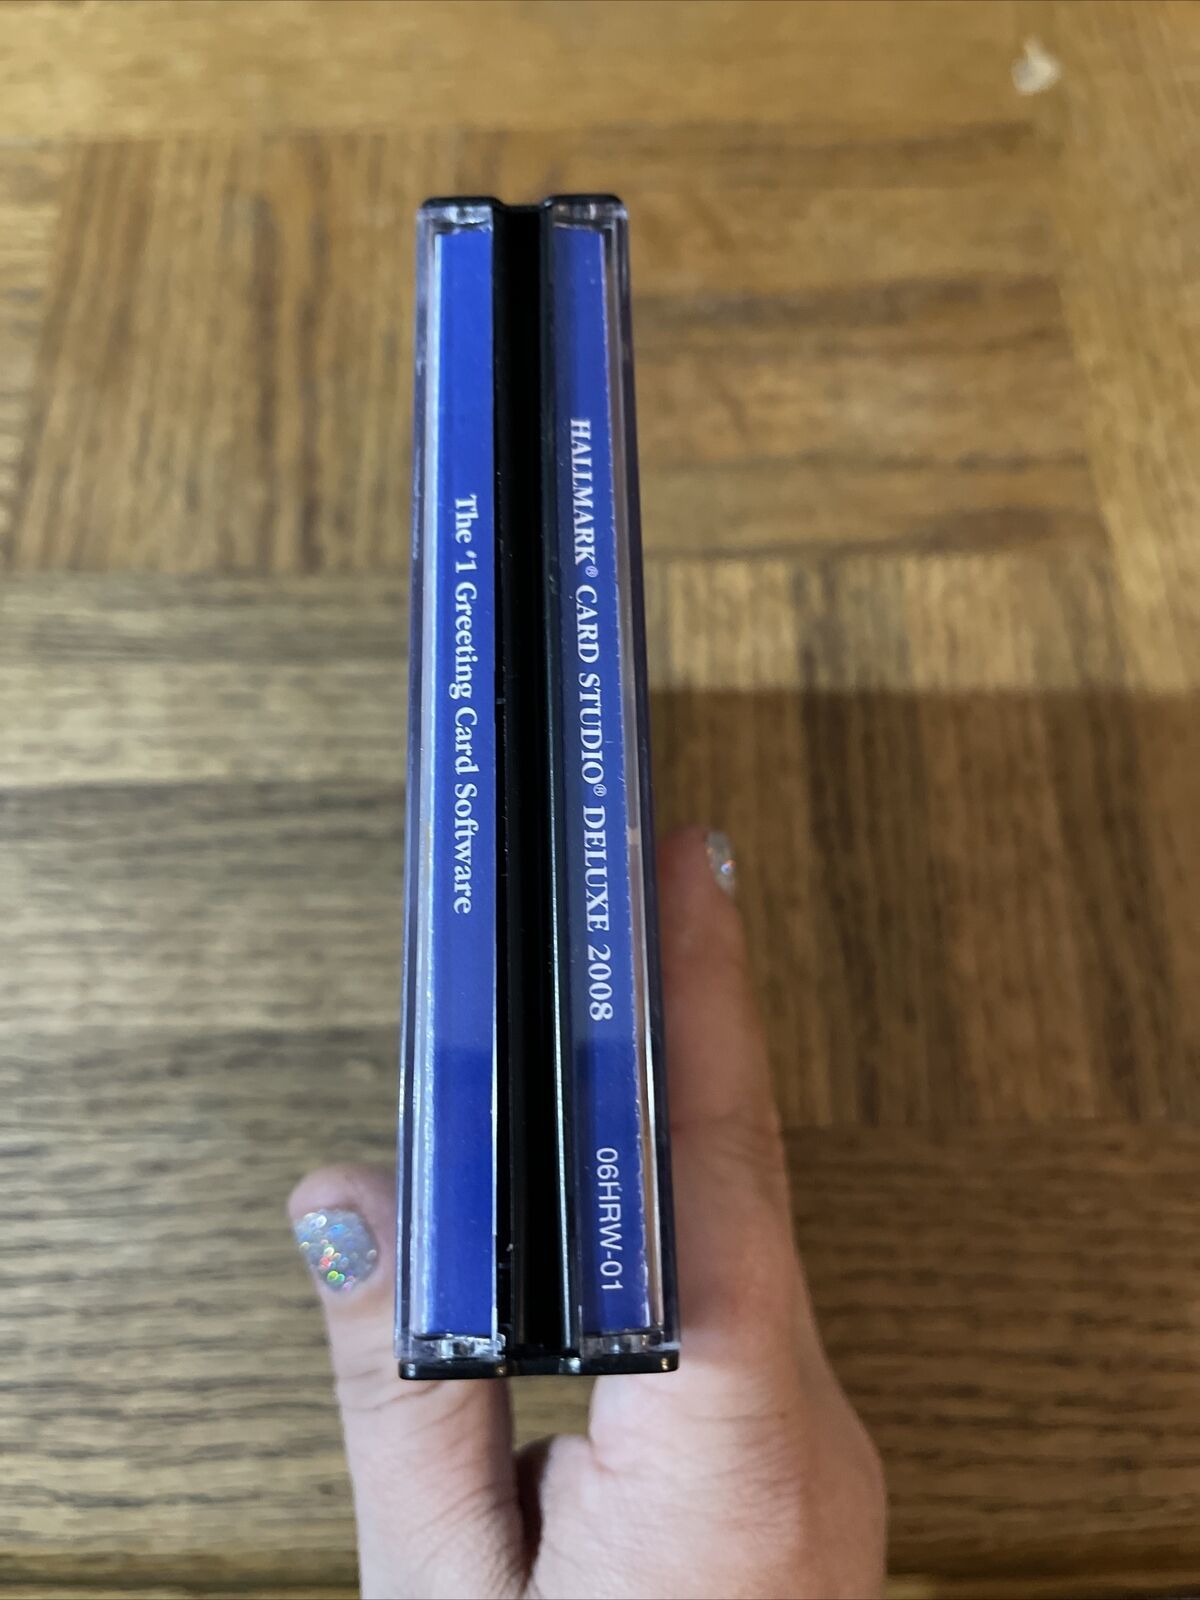 HALLMARK® CARD STUDIO® DELUXE 2008
06HRW-01
The #1 Greeting Card Software